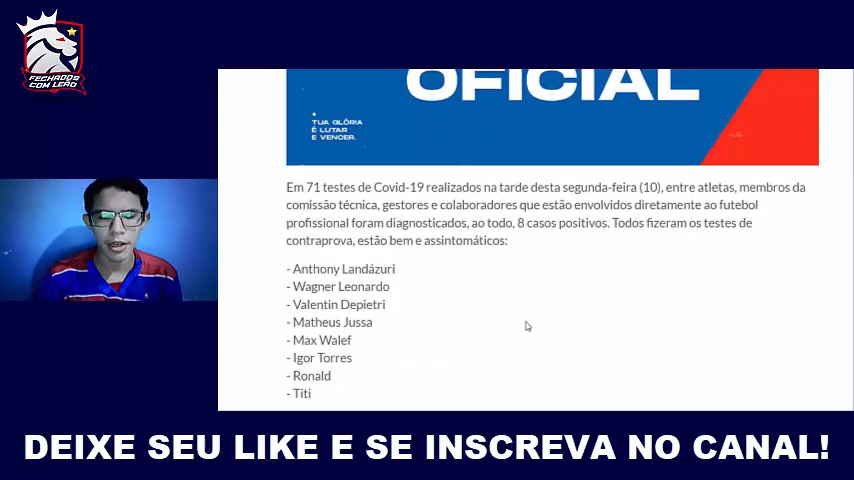 FECHADOS
COM LEÃO
OFICIAL
TUA GLÓRIA
É LUTAR
E VENCER.
Em 71 testes de Covid-19 realizados na tarde desta segunda-feira (10), entre atletas, membros da
comissão técnica, gestores e colaboradores que estão envolvidos diretamente ao futebol
profissional foram diagnosticados, ao todo, 8 casos positivos. Todos fizeram os testes de
contraprova, estão bem e assintomáticos:
- Anthony Landázuri
- Wagner Leonardo
- Valentin Depietri
- Matheus Jussa
- Max Walef
- Igor Torres
- Ronald
- Titi
DEIXE SEU LIKE E SE INSCREVA NO CANAL!